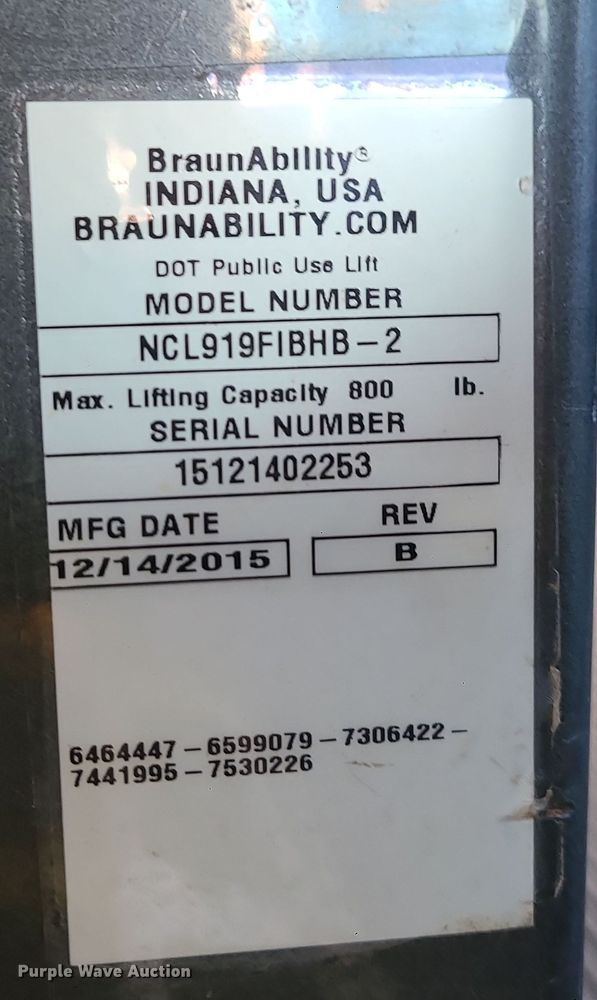 BraunAbility®
INDIANA, USA
BRAUNABILITY.COM
DOT Public Use Lift
MODEL NUMBER
NCL919FIBHB-2
Max. Lifting Capacity 800 lb.
SERIAL NUMBER
15121402253
MFG DATE REV
12/14/2015 B
6464447-6599079-7306422-
7441995-7530226
Purple Wave Auction